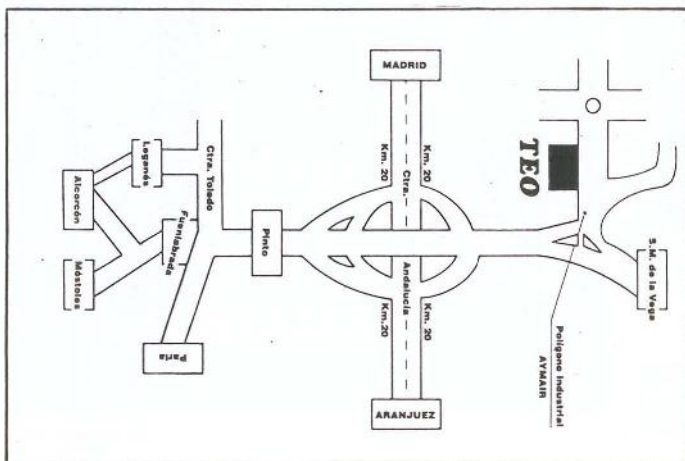 MADRID
Km. 20
Km. 20
Ctra.
Andalucía
Km. 20
Km. 20
ARANJUEZ
TEO
S.M. de la Vega
Polígono Industrial
AYMAIR
Pinto
Ctra. Toledo
Leganés
Alcorcón
Fuenlabrada
Móstoles
Parla